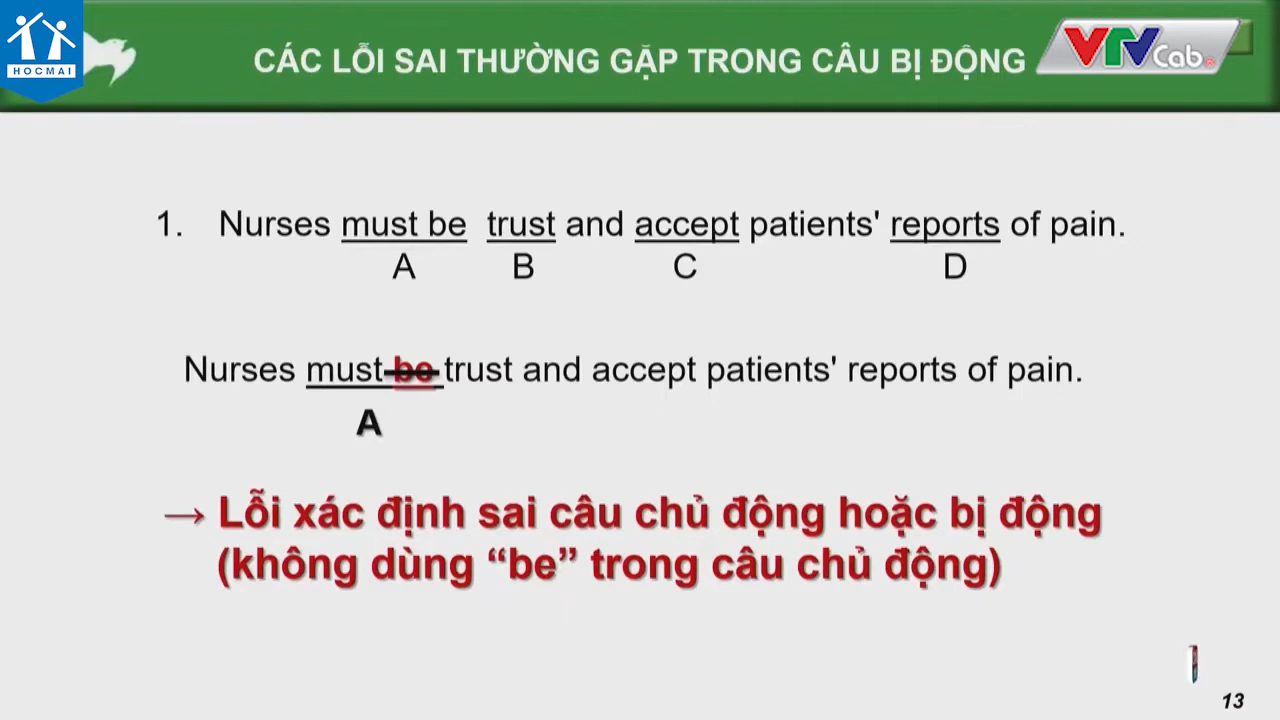 HOCMAI
CÁC LỖI SAI THƯỜNG GẶP TRONG CÂU BỊ ĐỘNG
VTVCab
1. Nurses must be trust and accept patients' reports of pain.
A B C D
Nurses must be trust and accept patients' reports of pain.
A
→ Lỗi xác định sai câu chủ động hoặc bị động
(không dùng “be” trong câu chủ động)
13